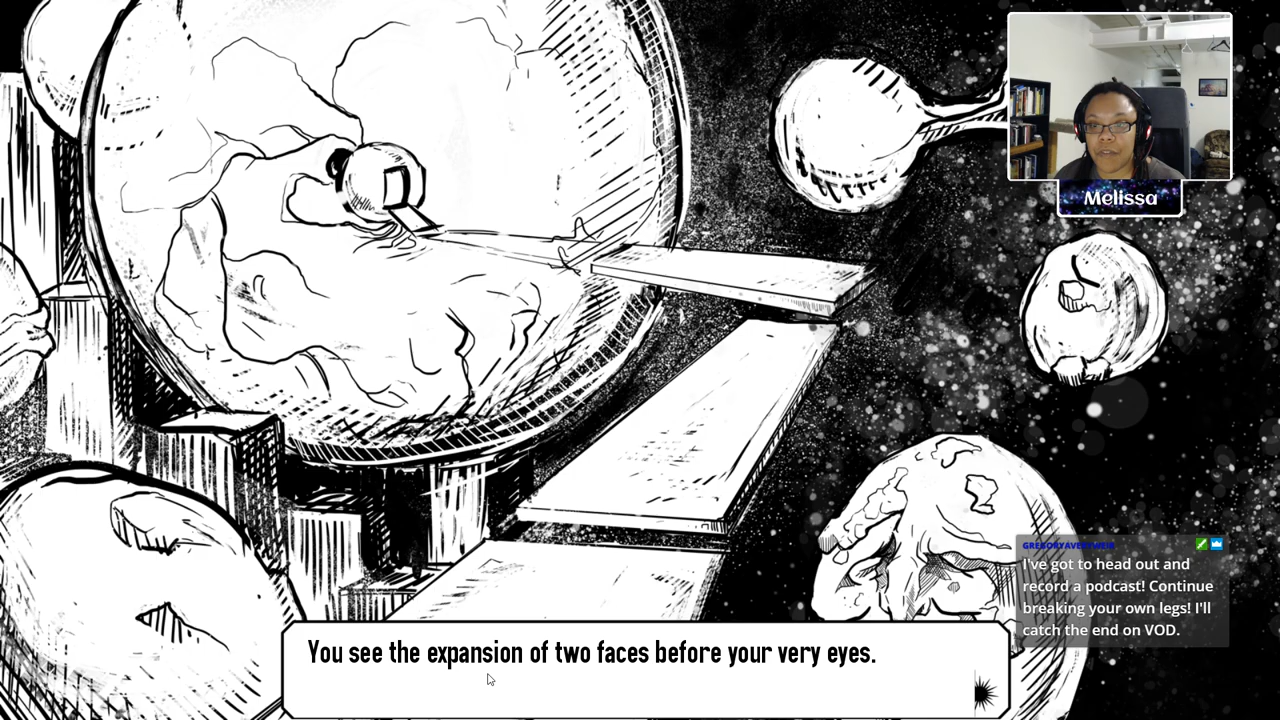 Melissa
GREGORYAVERYWEIR
I've got to head out and
record a podcast! Continue
breaking your own legs! I'll
catch the end on VOD.
You see the expansion of two faces before your very eyes.